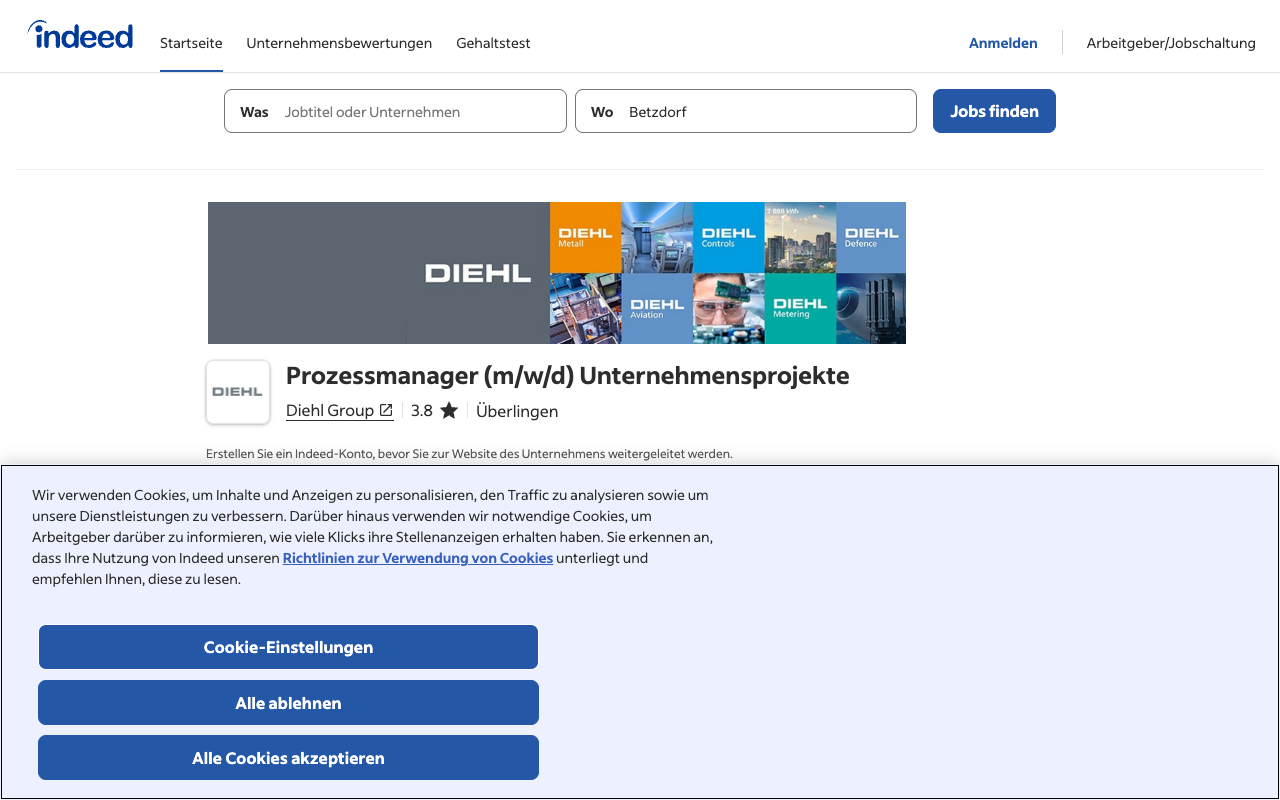 indeed
Startseite
Unternehmensbewertungen
Gehaltstest
Anmelden
Arbeitgeber/Jobschaltung
Was Jobtitel oder Unternehmen
Wo Betzdorf
Jobs finden
DIEHL
DIEHL
Metall
DIEHL
Controls
2 698 kWh
DIEHL
Defence
DIEHL
Aviation
DIEHL
Metering
DIEHL
Prozessmanager (m/w/d) Unternehmensprojekte
Diehl Group 3.8 Überlingen
Erstellen Sie ein Indeed-Konto, bevor Sie zur Website des Unternehmens weitergeleitet werden.
Wir verwenden Cookies, um Inhalte und Anzeigen zu personalisieren, den Traffic zu analysieren sowie um
unsere Dienstleistungen zu verbessern. Darüber hinaus verwenden wir notwendige Cookies, um
Arbeitgeber darüber zu informieren, wie viele Klicks ihre Stellenanzeigen erhalten haben. Sie erkennen an,
dass Ihre Nutzung von Indeed unseren Richtlinien zur Verwendung von Cookies unterliegt und
empfehlen Ihnen, diese zu lesen.
Cookie-Einstellungen
Alle ablehnen
Alle Cookies akzeptieren